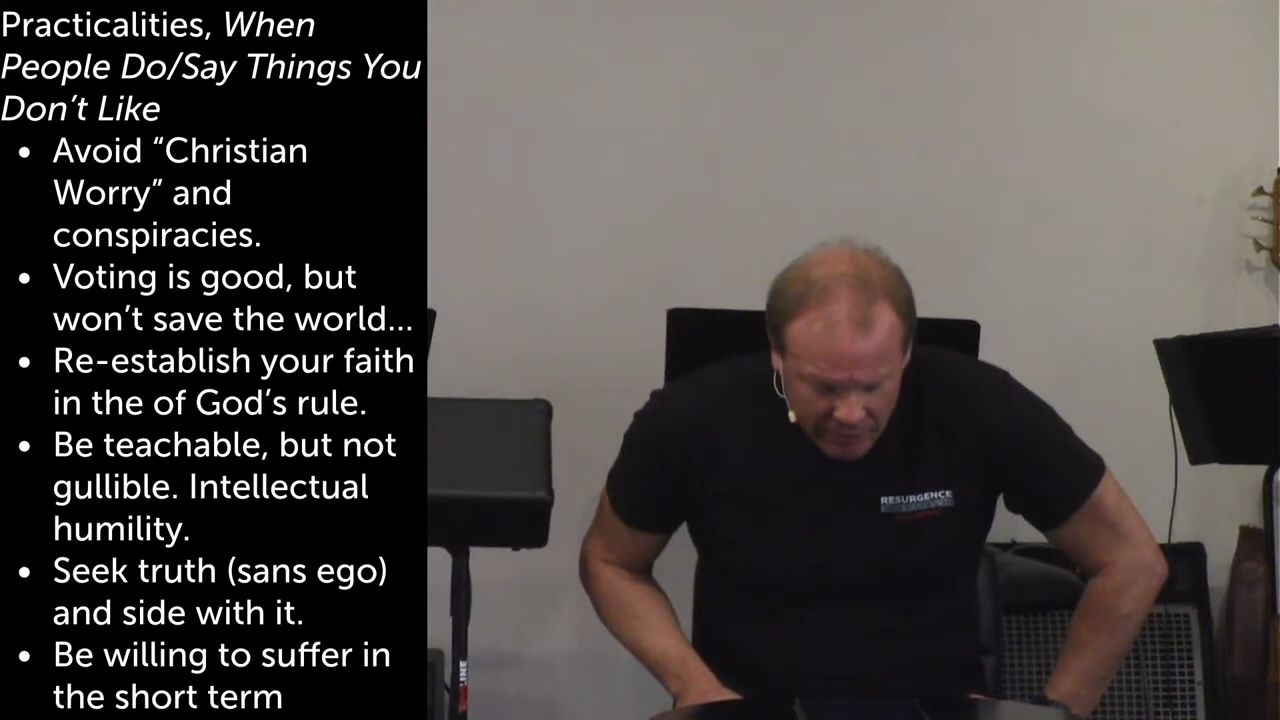 Practicalities, When
People Do/Say Things You
Don’t Like
• Avoid “Christian
Worry” and
conspiracies.
• Voting is good, but
won’t save the world...
• Re-establish your faith
in the of God’s rule.
• Be teachable, but not
gullible. Intellectual
humility.
• Seek truth (sans ego)
and side with it.
• Be willing to suffer in
the short term
RESURGENCE